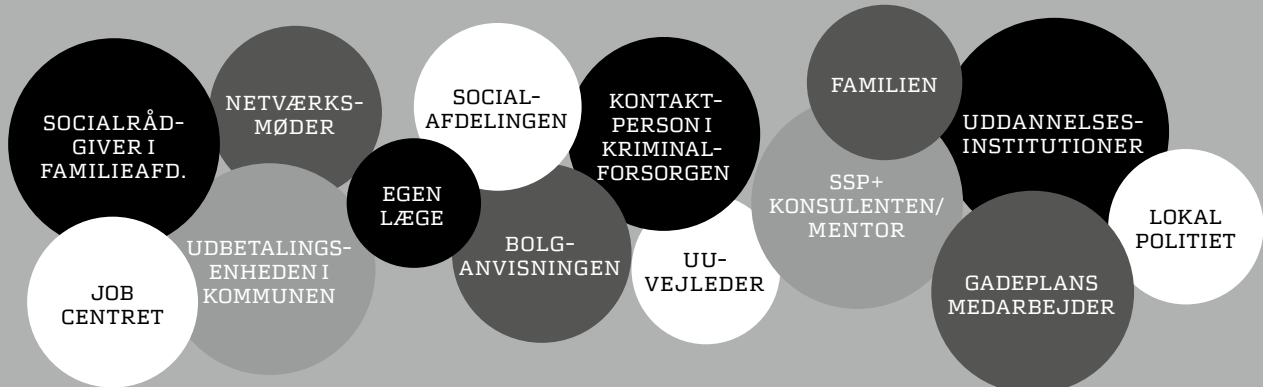 SOCIALRÅD-
GIVER I
FAMILIEAFD.
NETVÆRKS-
MØDER
SOCIAL-
AFDELINGEN
KONTAKT-
PERSON I
KRIMINAL-
FORSORGEN
FAMILIEN
UDDANNELSES-
INSTITUTIONER
EGEN
LÆGE
SSP+
KONSULENTEN/
MENTOR
LOKAL
POLITIET
JOB
CENTRET
UDBETALINGS-
ENHEDEN I
KOMMUNEN
BOLG-
ANVISNINGEN
UU-
VEJLEDER
GADEPLANS
MEDARBEJDER